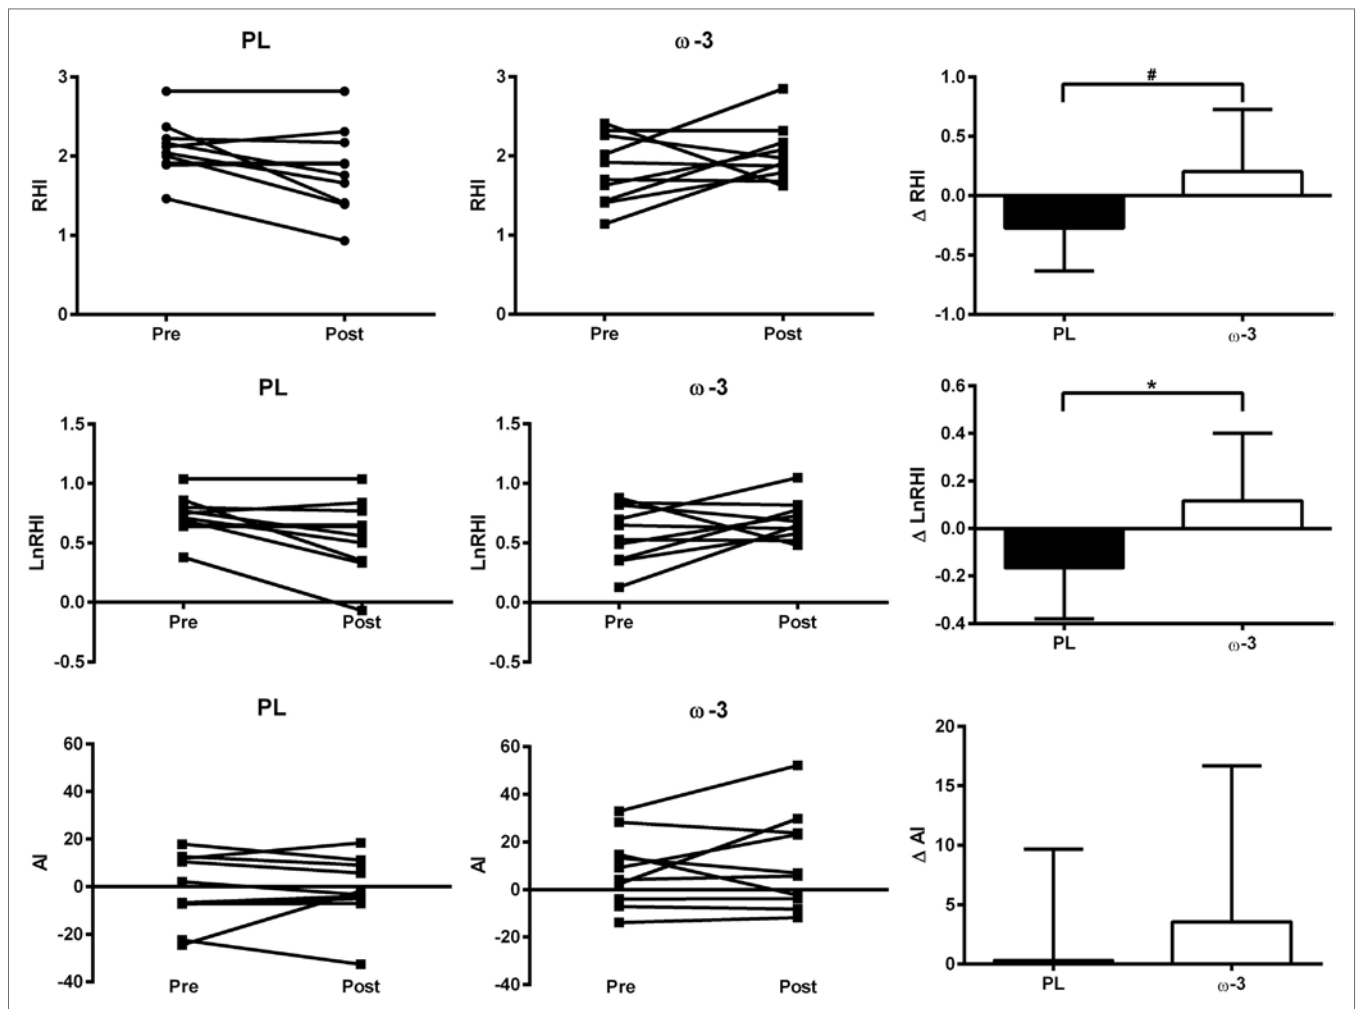 PL
3
2
1
0
RHI
Pre
Post
ω-3
3
2
1
0
RHI
Pre
Post
#
1.0
0.5
0.0
-0.5
-1.0
Δ RHI
PL
ω-3
PL
1.5
1.0
0.5
0.0
-0.5
LnRHI
Pre
Post
ω-3
1.5
1.0
0.5
0.0
-0.5
LnRHI
Pre
Post
*
0.6
0.4
0.2
0.0
-0.2
-0.4
Δ LnRHI
PL
ω-3
PL
60
40
20
0
-20
-40
AI
Pre
Post
ω-3
60
40
20
0
-20
-40
AI
Pre
Post
20
15
10
5
0
Δ AI
PL
ω-3